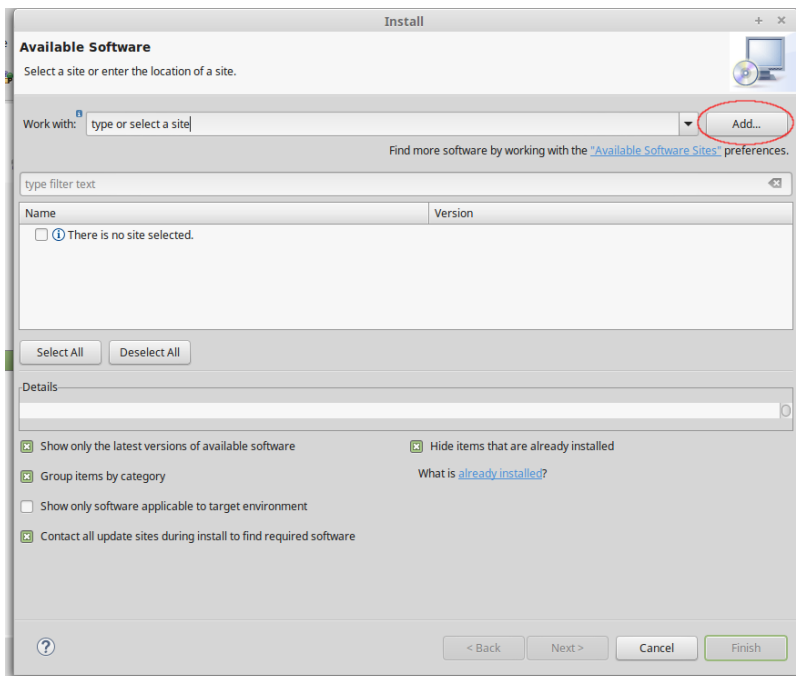 Install
Available Software
Select a site or enter the location of a site.
Work with: type or select a site Add...
Find more software by working with the "Available Software Sites" preferences.
type filter text
Name Version
There is no site selected.
Select All Deselect All
Details
Show only the latest versions of available software Hide items that are already installed
Group items by category What is already installed?
Show only software applicable to target environment
Contact all update sites during install to find required software
? < Back Next > Cancel Finish